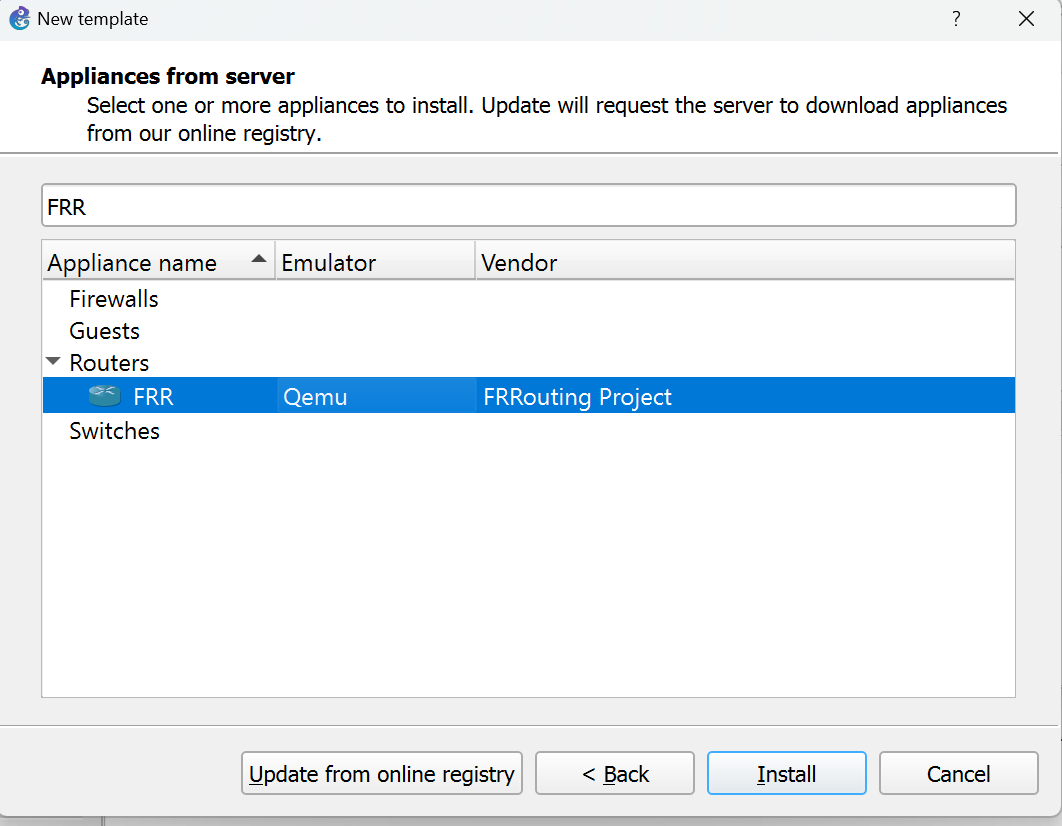 New template
?
Appliances from server
Select one or more appliances to install. Update will request the server to download appliances
from our online registry.
FRR
Appliance name Emulator Vendor
Firewalls
Guests
Routers
FRR Qemu FRRouting Project
Switches
Update from online registry < Back Install Cancel